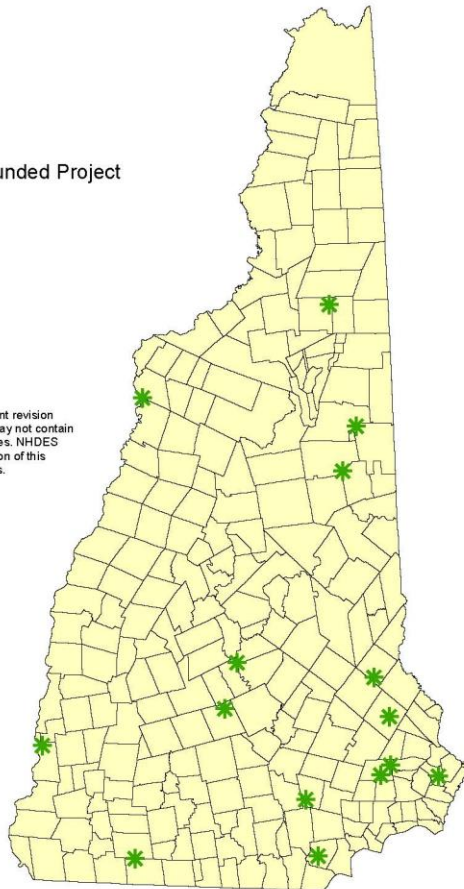 unded Project
nt revision
ay not contain
es. NHDES
on of this
s.